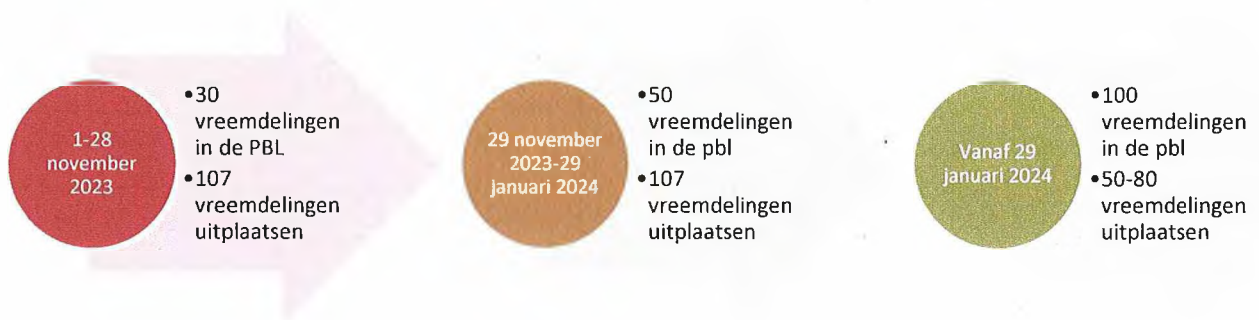 1-28
november
2023
•30
vreemdelingen
in de PBL
•107
vreemdelingen
uitplaatsen
29 november
2023-29
januari 2024
•50
vreemdelingen
in de pbl
•107
vreemdelingen
uitplaatsen
Vanaf 29
januari 2024
•100
vreemdelingen
in de pbl
•50-80
vreemdelingen
uitplaatsen